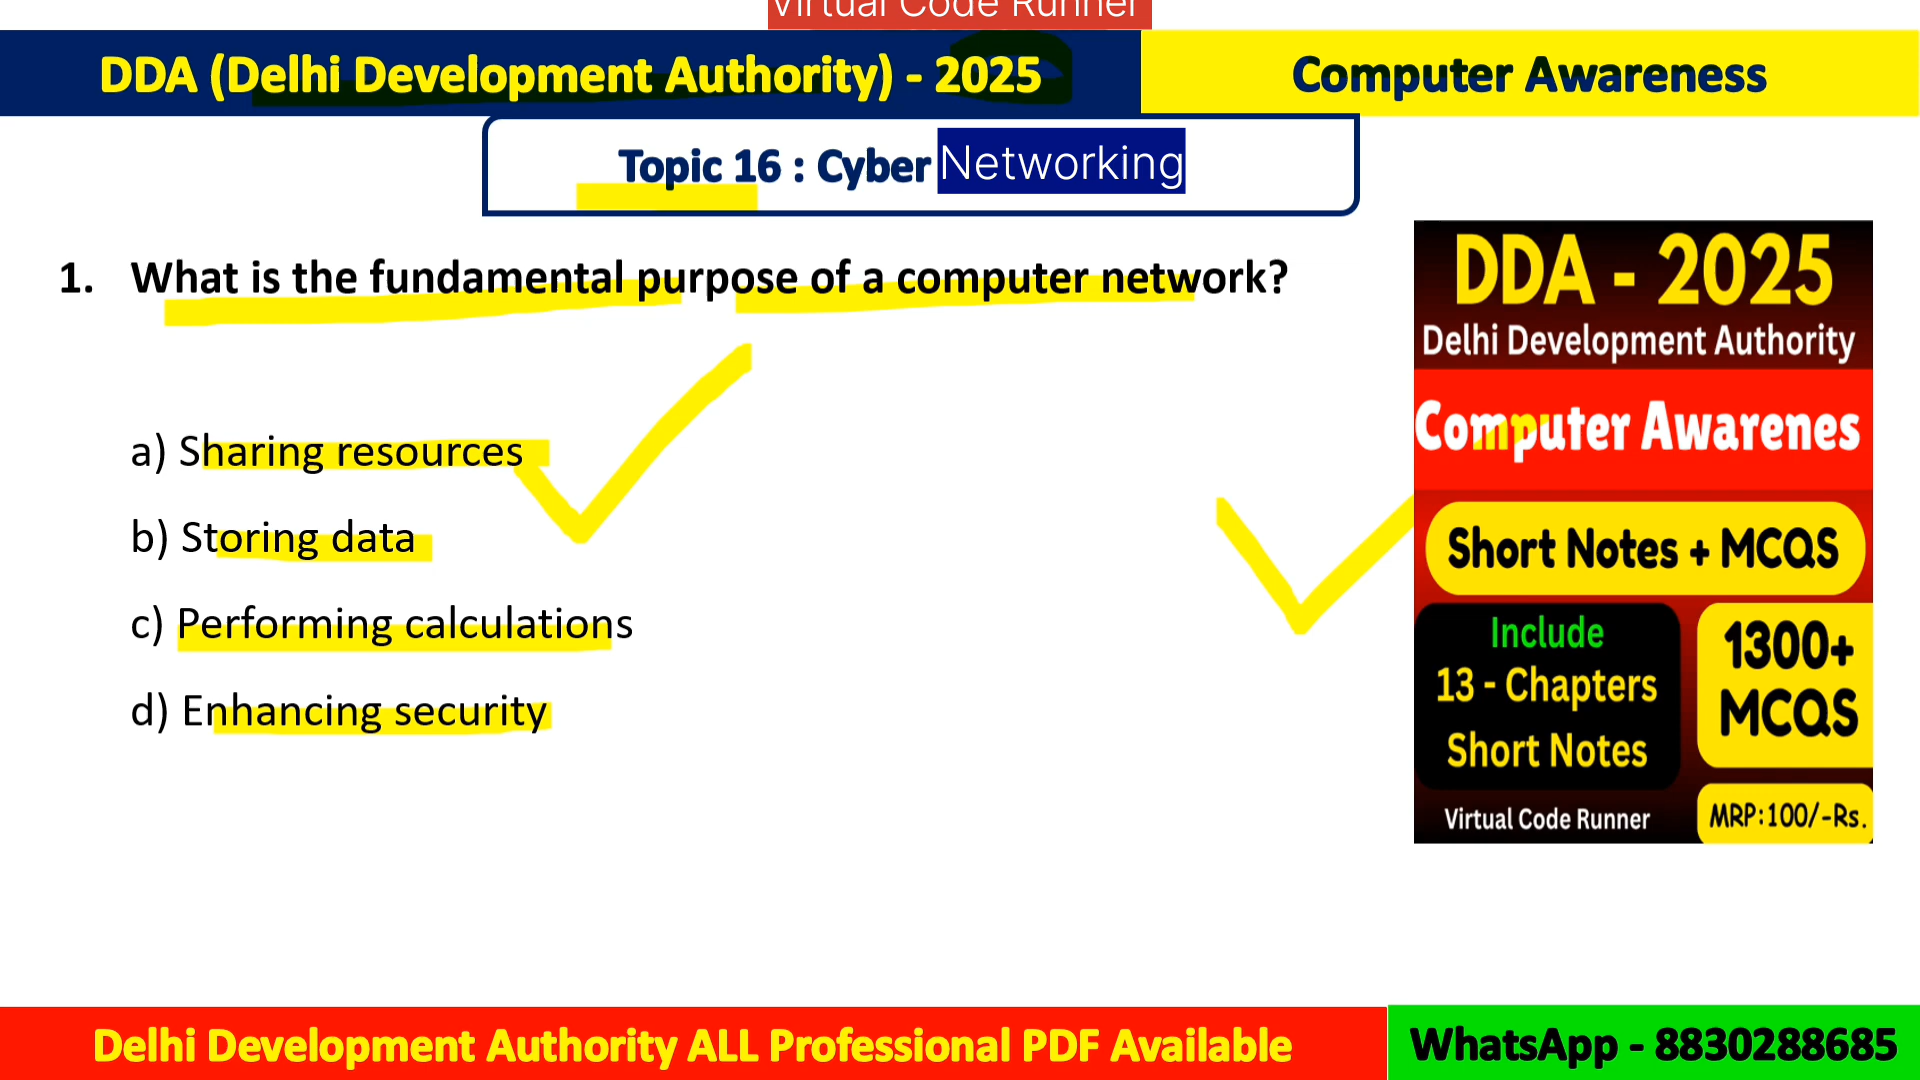 Virtual Code Runner
DDA (Delhi Development Authority) - 2025
Computer Awareness
Topic 16 : Cyber Networking
1. What is the fundamental purpose of a computer network?
a) Sharing resources
b) Storing data
c) Performing calculations
d) Enhancing security
DDA - 2025
Delhi Development Authority
Computer Awarenes
Short Notes + MCQS
Include
13 - Chapters
Short Notes
1300+
MCQS
Virtual Code Runner
MRP:100/-Rs.
Delhi Development Authority ALL Professional PDF Available
WhatsApp - 8830288685